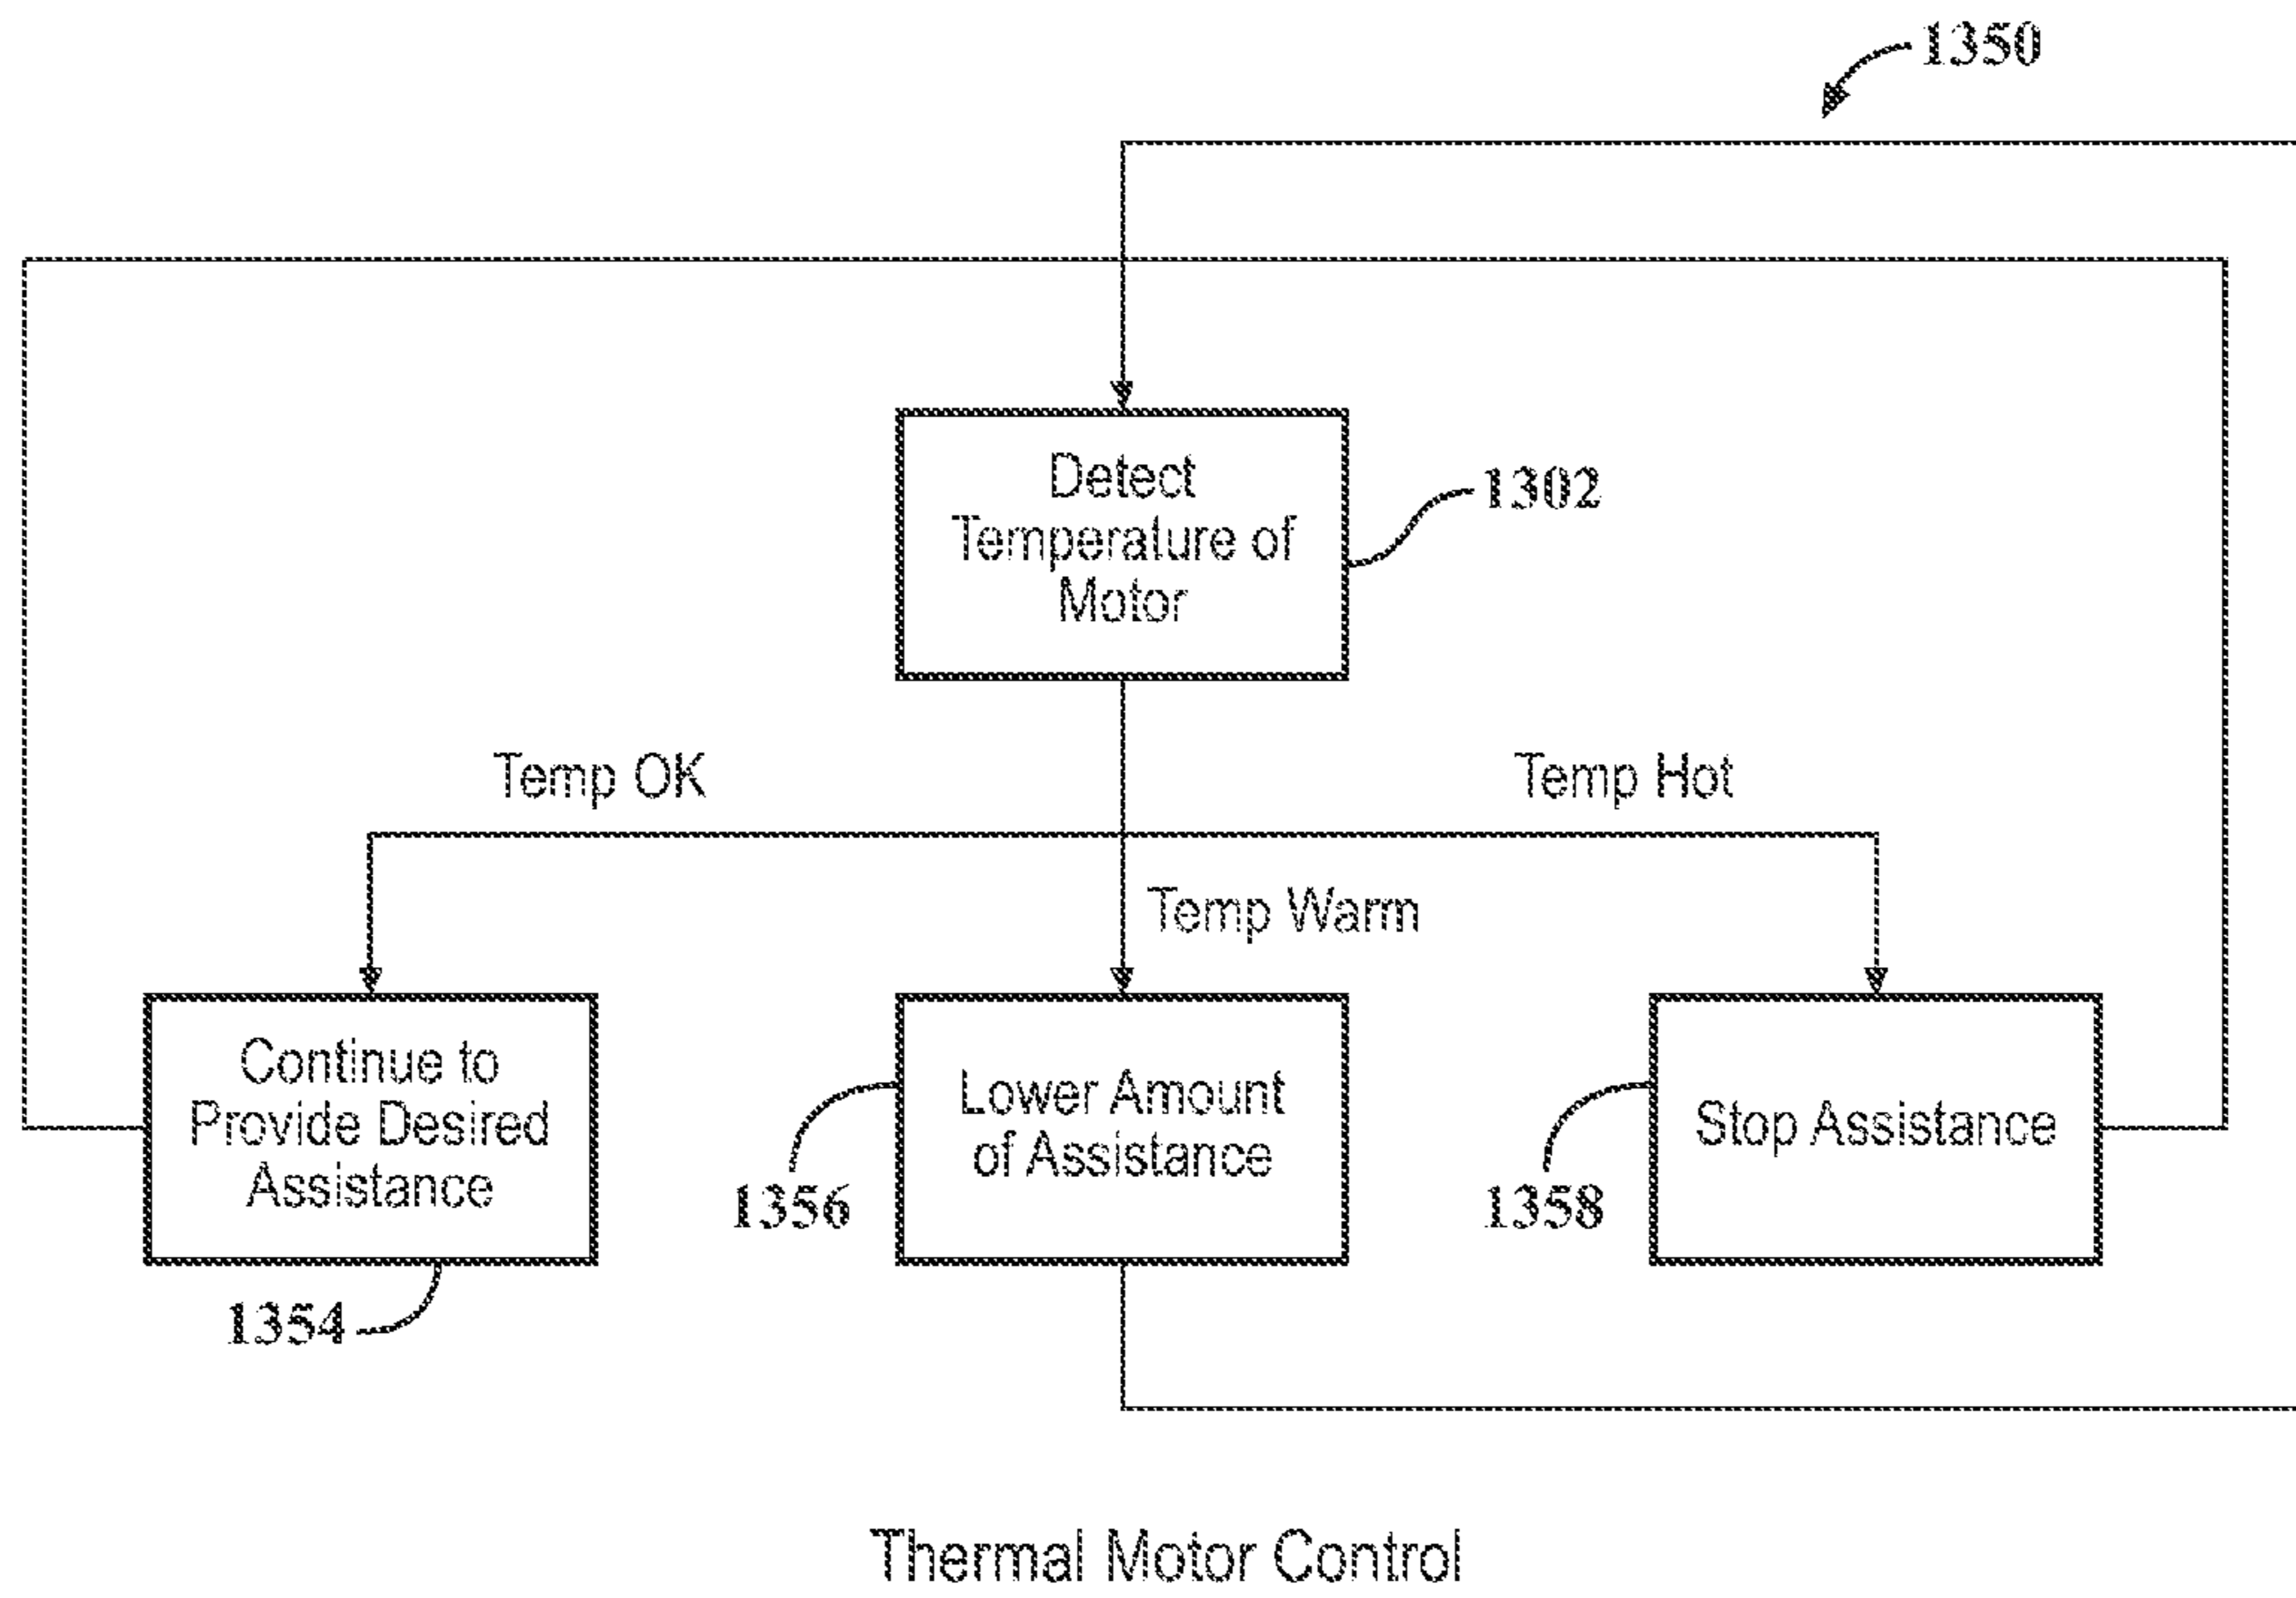 1350
Detect
Temperature of
Motor
1302
Temp OK
Temp Hot
Temp Warm
Continue to
Provide Desired
Assistance
1354
Lower Amount
of Assistance
1356
Stop Assistance
1358
Thermal Motor Control